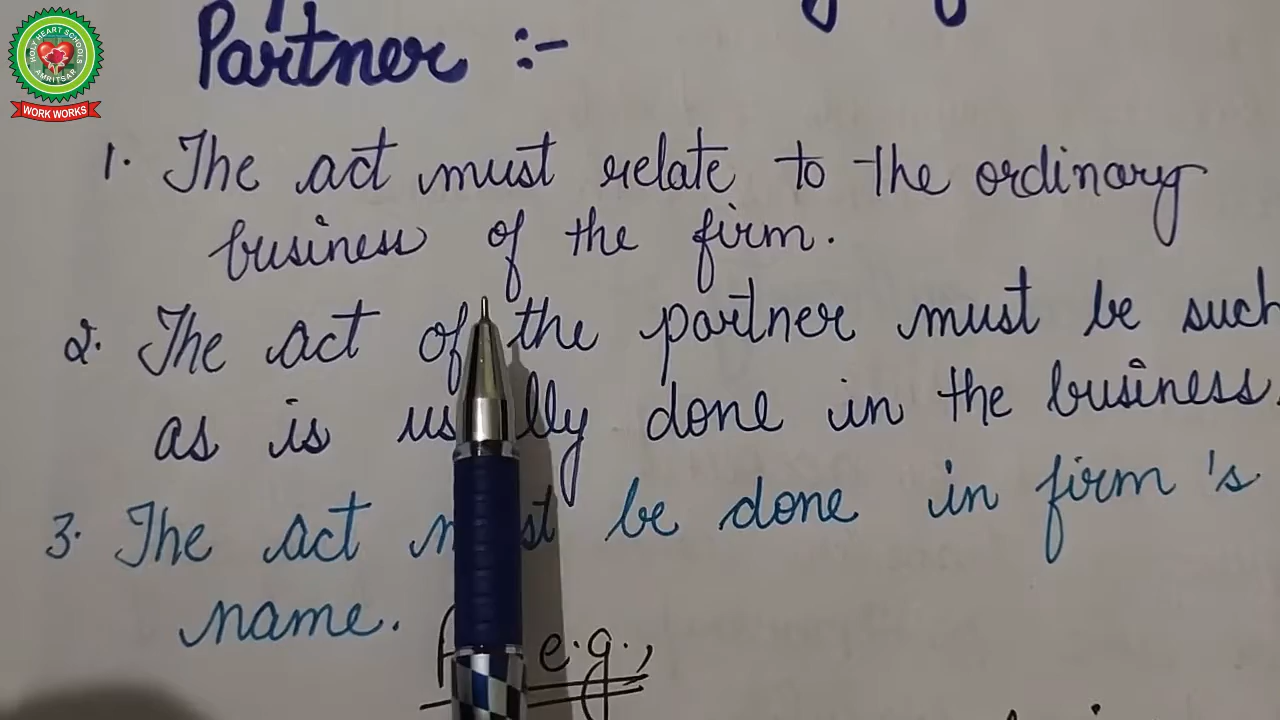 HOLY HEART SCHOOLS
AMRITSAR
WORK WORKS
Partner :-
1. The act must relate to the ordinary
business of the firm.
2. The act of the partner must be such
as is usually done in the business.
3. The act must be done in firm's
name.
e.g.,